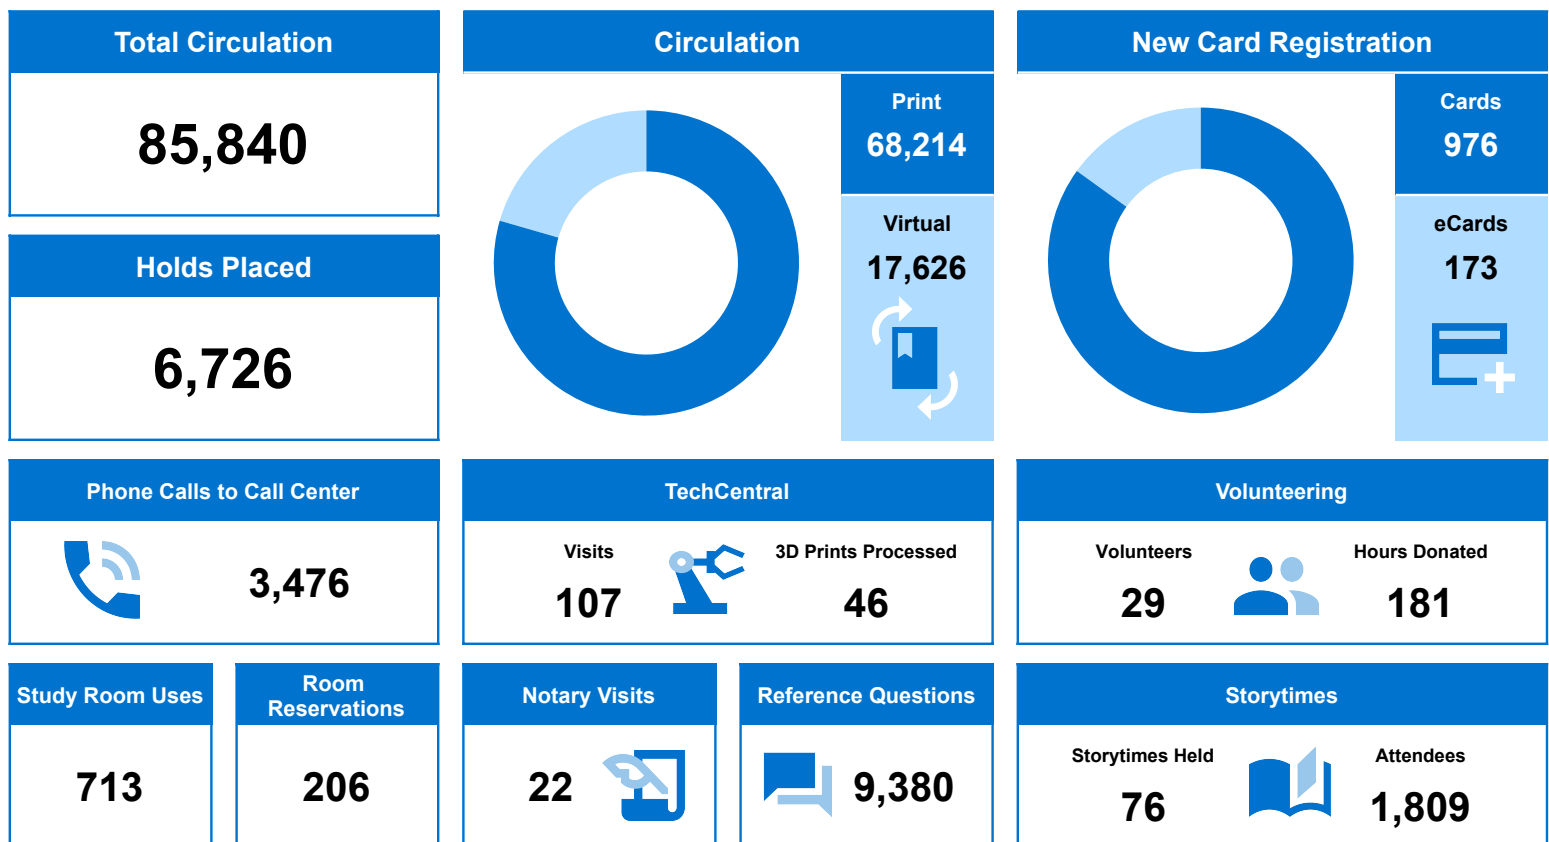 Total Circulation
85,840
Holds Placed
6,726
Circulation
Print
68,214
Virtual
17,626
New Card Registration
Cards
976
eCards
173
Phone Calls to Call Center
3,476
TechCentral
Visits
107
3D Prints Processed
46
Volunteering
Volunteers
29
Hours Donated
181
Study Room Uses
713
Room
Reservations
206
Notary Visits
22
Reference Questions
9,380
Storytimes
Storytimes Held
76
Attendees
1,809